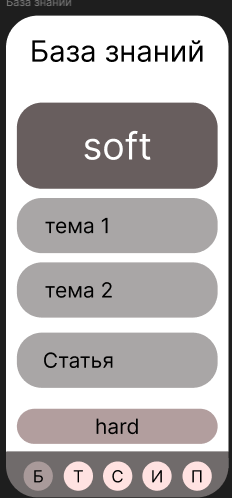 База знаний
База знаний
soft
тема 1
тема 2
Статья
hard
Б Т С И П